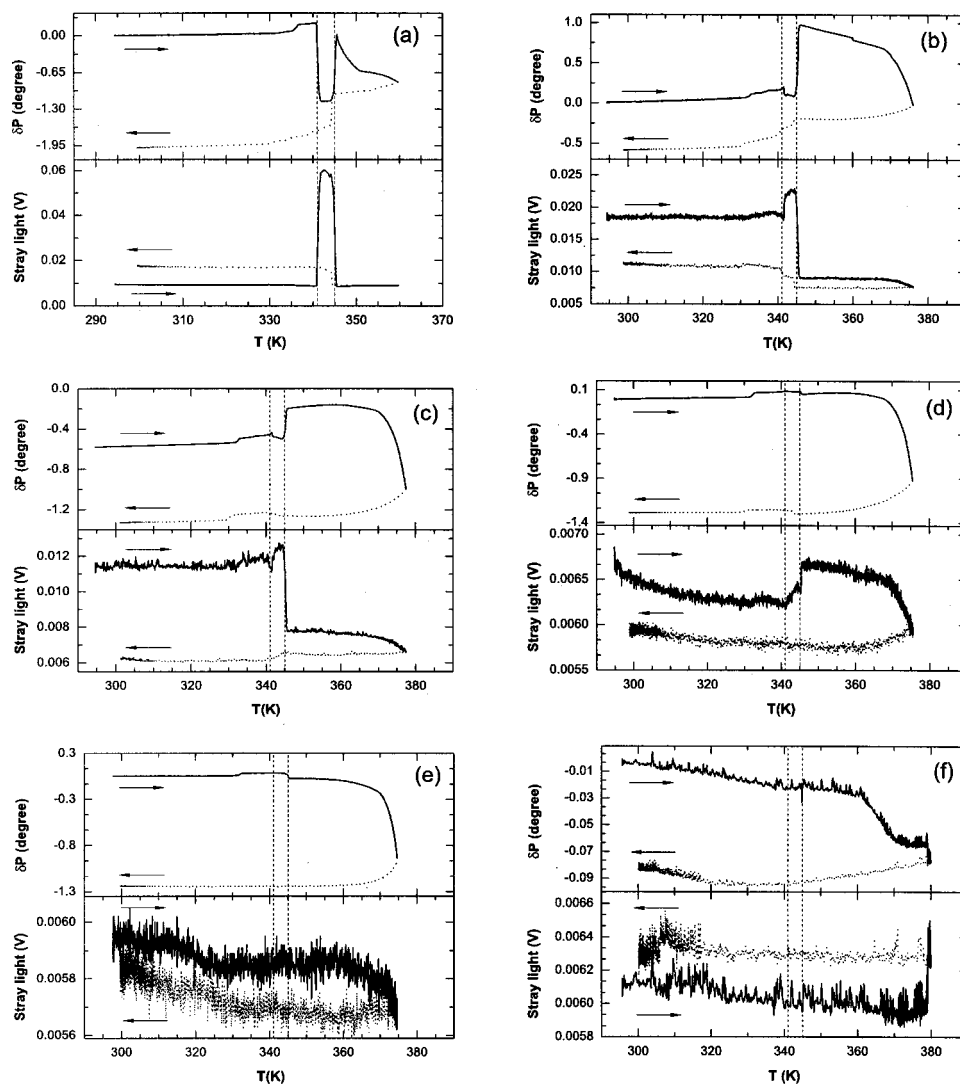 (a)
δP (degree)
0.00
-0.65
-1.30
-1.95
Stray light (V)
0.06
0.04
0.02
0.00
290 300 310 320 330 340 350 360 370
T (K)
(b)
δP (degree)
1.0
0.5
0.0
-0.5
Stray light (V)
0.025
0.020
0.015
0.010
0.005
300 320 340 360 380
T(K)
(c)
δP (degree)
0.0
-0.4
-0.8
-1.2
Stray light (V)
0.012
0.009
0.006
300 320 340 360 380
T(K)
(d)
δP (degree)
0.1
-0.4
-0.9
-1.4
Stray light (V)
0.0070
0.0065
0.0060
0.0055
300 320 340 360 380
T(K)
(e)
δP (degree)
0.3
-0.3
-0.8
-1.3
Stray light (V)
0.0060
0.0058
0.0056
300 320 340 360 380
T(K)
(f)
δP (degree)
-0.01
-0.03
-0.05
-0.07
-0.09
Stray light (V)
0.0066
0.0064
0.0062
0.0060
0.0058
300 320 340 360 380
T(K)